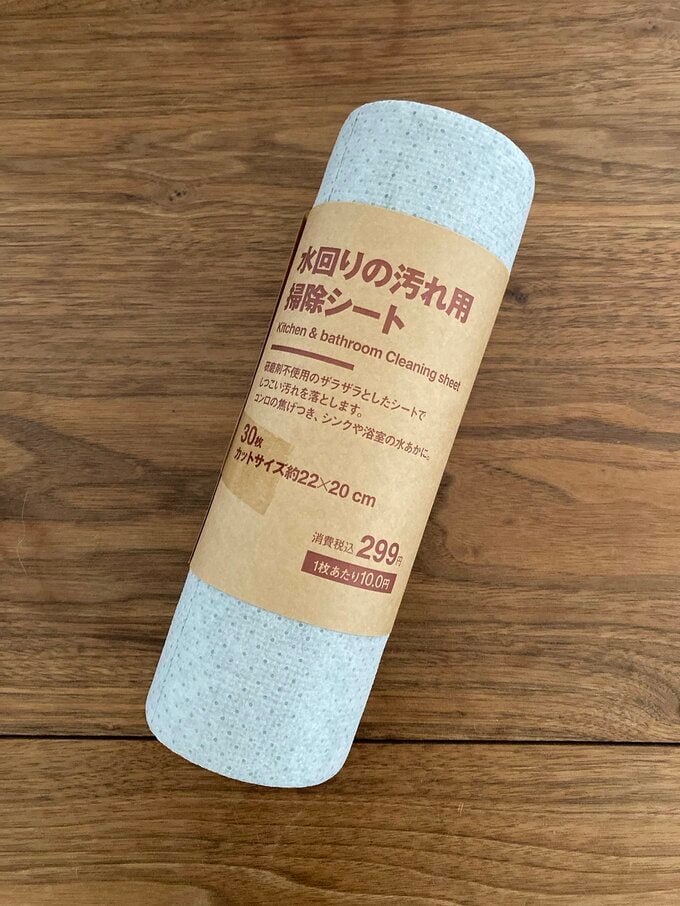 水回りの汚れ用
掃除シート
Kitchen & bathroom Cleaning sheet
研磨剤不使用のザラザラとしたシートで
しつこい汚れを落とします。
コンロの焦げつき、シンクや浴室の水あかに。
30枚
カットサイズ約22×20 cm
消費税込 299円
1枚あたり10.0円